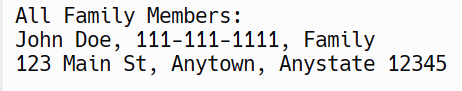 All Family Members:
John Doe, 111-111-1111, Family
123 Main St, Anytown, Anystate 12345